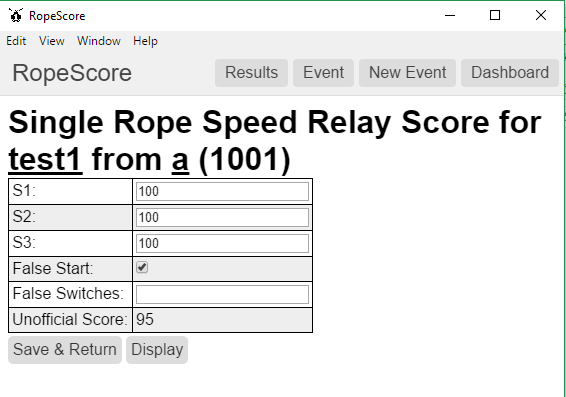 RopeScore
Edit View Window Help
RopeScore Results Event New Event Dashboard
Single Rope Speed Relay Score for
test1 from a (1001)
S1: 100
S2: 100
S3: 100
False Start:
False Switches:
Unofficial Score: 95
Save & Return Display